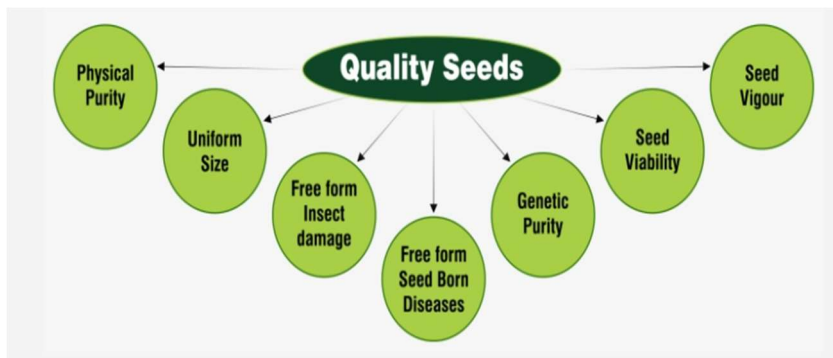 Quality Seeds
Physical
Purity
Uniform
Size
Free form
Insect
damage
Free form
Seed Born
Diseases
Genetic
Purity
Seed
Viability
Seed
Vigour